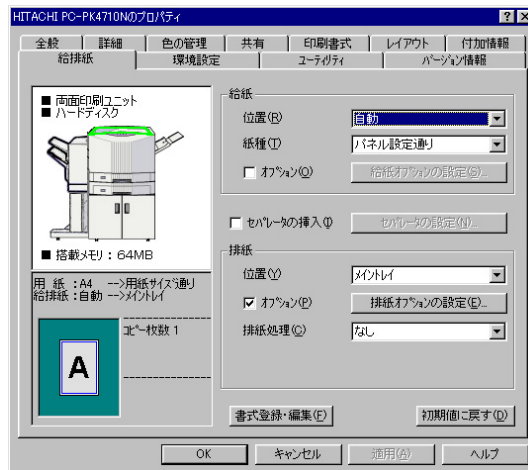 HITACHI PC-PK4710Nのプロパティ
全般 詳細 色の管理 共有 印刷書式 レイアウト 付加情報
給排紙 環境設定 ユーティリティ バージョン情報
■ 両面印刷ユニット
■ ハードディスク
■ 搭載メモリ：64MB
用 紙 ：A4 -->用紙サイズ通り
給排紙：自動 -->メイントレイ
コピー枚数 1
A
給紙
位置(R) 自動
紙種(T) パネル設定通り
オプション(O) 給紙オプションの設定(S)...
セパレータの挿入(I) セパレータの設定(N)...
排紙
位置(Y) メイントレイ
オプション(P) 排紙オプションの設定(E)...
排紙処理(C) なし
書式登録・編集(F) 初期値に戻す(D)
OK キャンセル 適用(A) ヘルプ